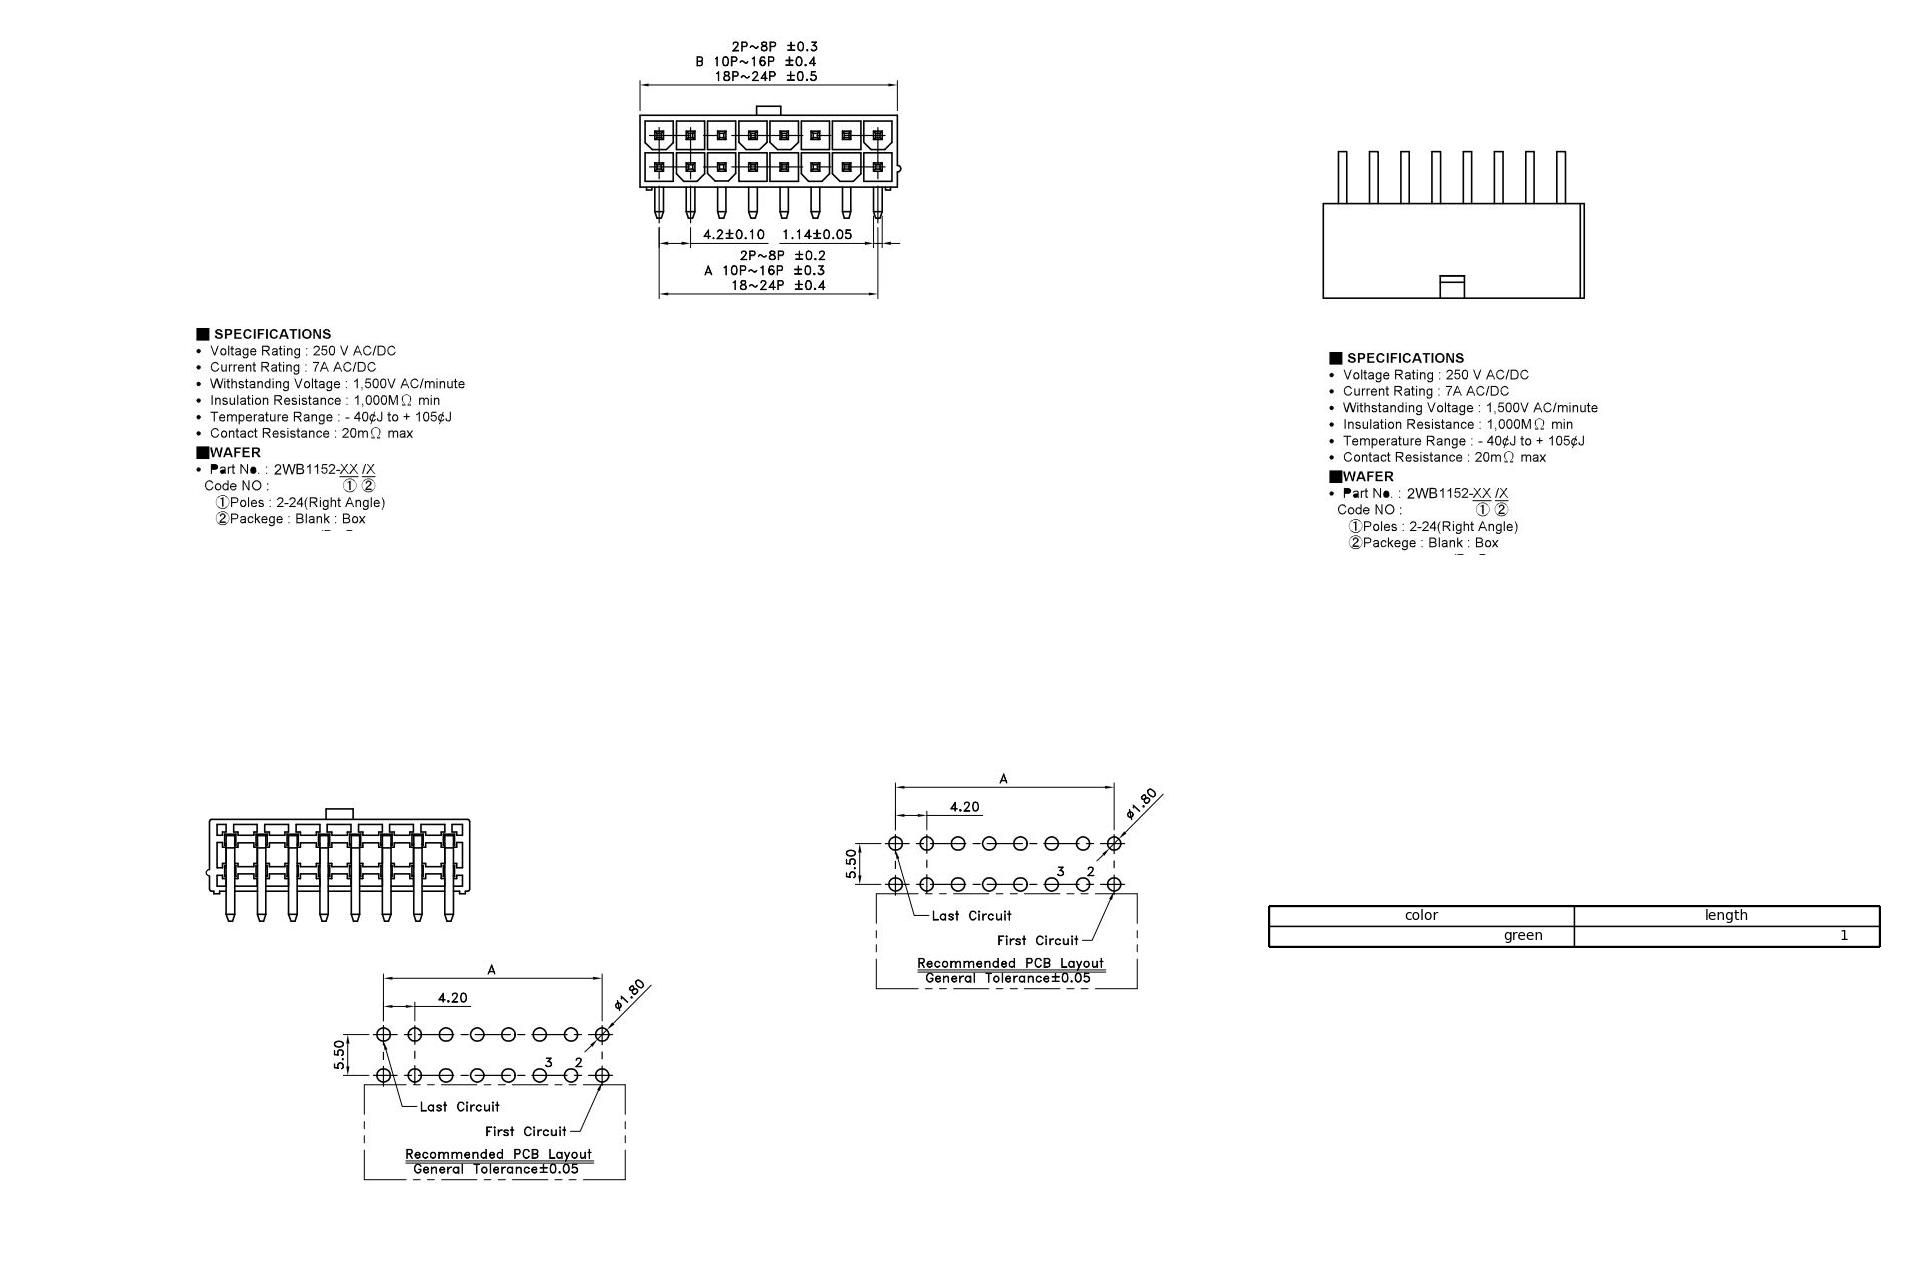 2P~8P ±0.3
B 10P~16P ±0.4
18P~24P ±0.5
4.2±0.10 1.14±0.05
2P~8P ±0.2
A 10P~16P ±0.3
18~24P ±0.4
■ SPECIFICATIONS
• Voltage Rating : 250 V AC/DC
• Current Rating : 7A AC/DC
• Withstanding Voltage : 1,500V AC/minute
• Insulation Resistance : 1,000MΩ min
• Temperature Range : - 40¢J to + 105¢J
• Contact Resistance : 20mΩ max
■WAFER
• Part No. : 2WB1152-XX /X
Code NO : ① ②
①Poles : 2-24(Right Angle)
②Packege : Blank : Box
■ SPECIFICATIONS
• Voltage Rating : 250 V AC/DC
• Current Rating : 7A AC/DC
• Withstanding Voltage : 1,500V AC/minute
• Insulation Resistance : 1,000MΩ min
• Temperature Range : - 40¢J to + 105¢J
• Contact Resistance : 20mΩ max
■WAFER
• Part No. : 2WB1152-XX /X
Code NO : ① ②
①Poles : 2-24(Right Angle)
②Packege : Blank : Box
A
4.20
ø1.80
5.50
3 2
Last Circuit
First Circuit
Recommended PCB Layout
General Tolerance±0.05
color length
green 1
A
4.20
ø1.80
5.50
3 2
Last Circuit
First Circuit
Recommended PCB Layout
General Tolerance±0.05